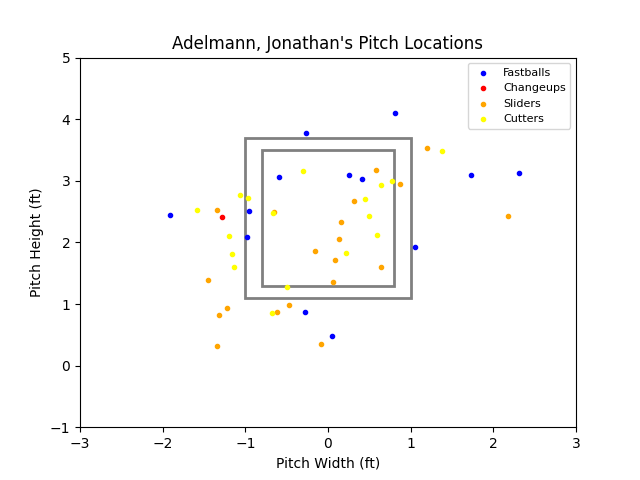 Adelmann, Jonathan's Pitch Locations
Fastballs
Changeups
Sliders
Cutters
5
4
3
2
1
0
−1
Pitch Height (ft)
−3 −2 −1 0 1 2 3
Pitch Width (ft)